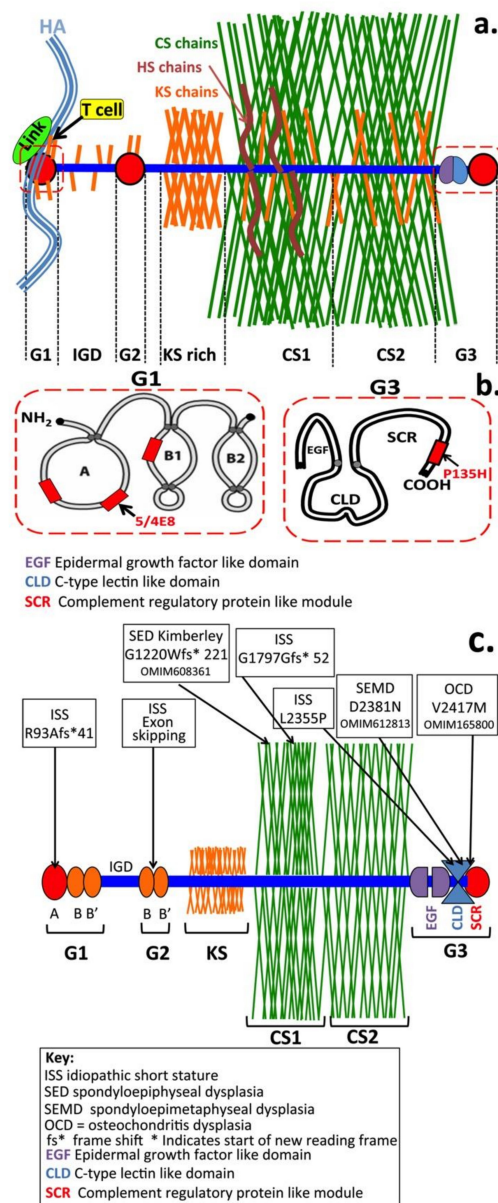 a.
HA
CS chains
HS chains
KS chains
T cell
Link
G1 IGD G2 KS rich CS1 CS2 G3
b.
G1
NH2
A
B1
B2
5/4E8
G3
EGF
CLD
SCR
P135H
COOH
EGF Epidermal growth factor like domain
CLD C-type lectin like domain
SCR Complement regulatory protein like module
c.
SED Kimberley
G1220Wfs* 221
OMIM608361
ISS
G1797Gfs* 52
ISS
L2355P
SEMD
D2381N
OMIM612813
OCD
V2417M
OMIM165800
ISS
R93Afs*41
ISS
Exon
skipping
IGD
A B B' B B' EGF CLD SCR
G1 G2 KS G3
CS1 CS2
Key:
ISS idiopathic short stature
SED spondyloepiphyseal dysplasia
SEMD spondyloepimetaphyseal dysplasia
OCD = osteochondritis dysplasia
fs* frame shift * Indicates start of new reading frame
EGF Epidermal growth factor like domain
CLD C-type lectin like domain
SCR Complement regulatory protein like module